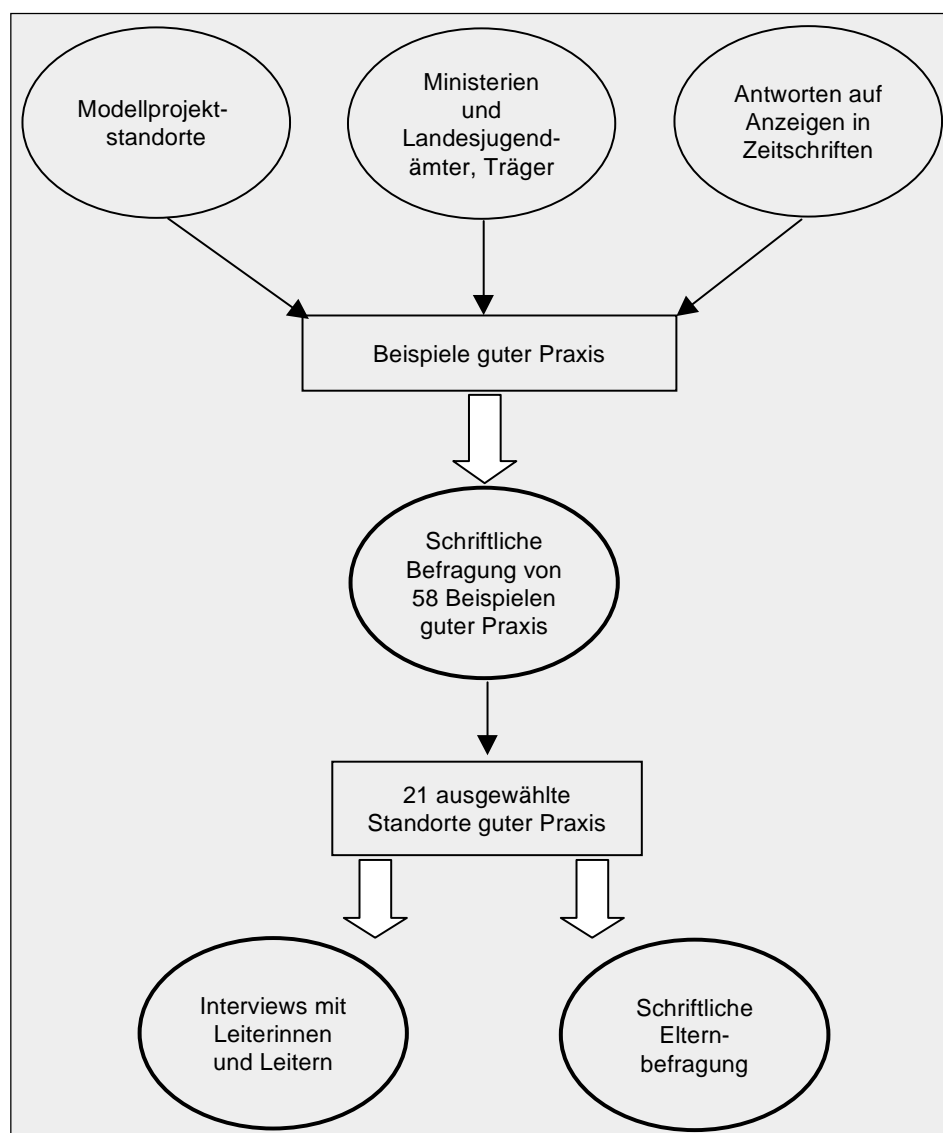 Modellprojekt-
standorte
Ministerien
und
Landesjugend-
ämter, Träger
Antworten auf
Anzeigen in
Zeitschriften
Beispiele guter Praxis
Schriftliche
Befragung von
58 Beispielen
guter Praxis
21 ausgewählte
Standorte guter Praxis
Interviews mit
Leiterinnen
und Leitern
Schriftliche
Eltern-
befragung